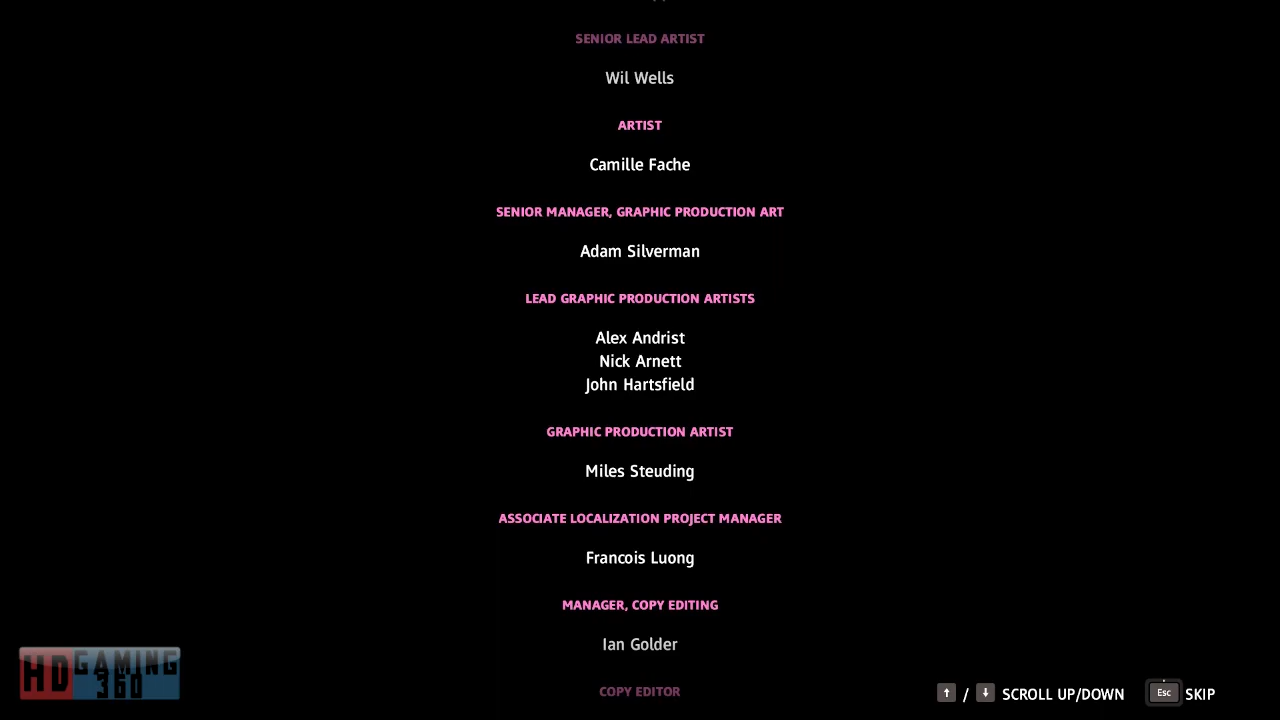 SENIOR LEAD ARTIST
Wil Wells
ARTIST
Camille Fache
SENIOR MANAGER, GRAPHIC PRODUCTION ART
Adam Silverman
LEAD GRAPHIC PRODUCTION ARTISTS
Alex Andrist
Nick Arnett
John Hartsfield
GRAPHIC PRODUCTION ARTIST
Miles Steuding
ASSOCIATE LOCALIZATION PROJECT MANAGER
Francois Luong
MANAGER, COPY EDITING
Ian Golder
COPY EDITOR
HD GAMING
360
/ SCROLL UP/DOWN Esc SKIP